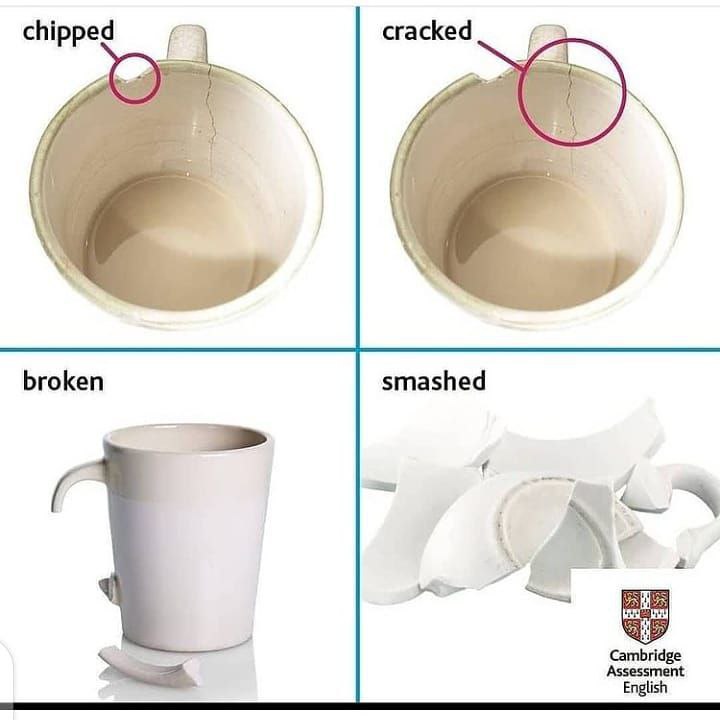 chipped
cracked
broken
smashed
Cambridge
Assessment
English